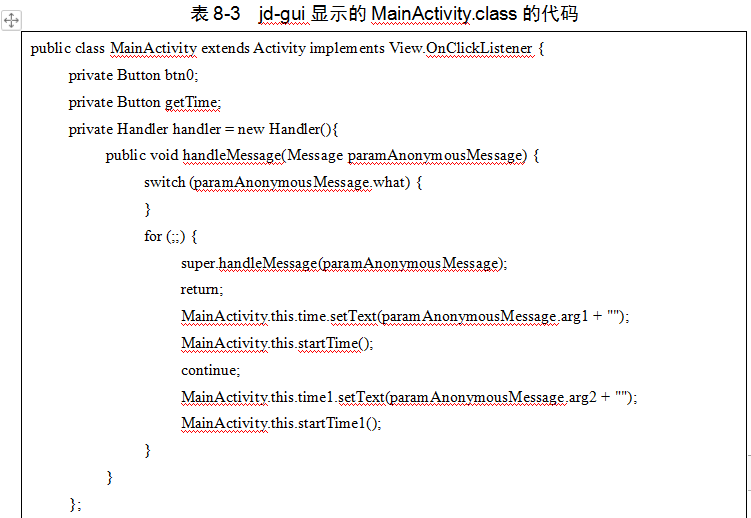 表 8-3 jd-gui 显示的 MainActivity.class 的代码
public class MainActivity extends Activity implements View.OnClickListener {
private Button btn0;
private Button getTime;
private Handler handler = new Handler(){
public void handleMessage(Message paramAnonymousMessage) {
switch (paramAnonymousMessage.what) {
}
for (;;) {
super.handleMessage(paramAnonymousMessage);
return;
MainActivity.this.time.setText(paramAnonymousMessage.arg1 + "");
MainActivity.this.startTime();
continue;
MainActivity.this.time1.setText(paramAnonymousMessage.arg2 + "");
MainActivity.this.startTime1();
}
}
};